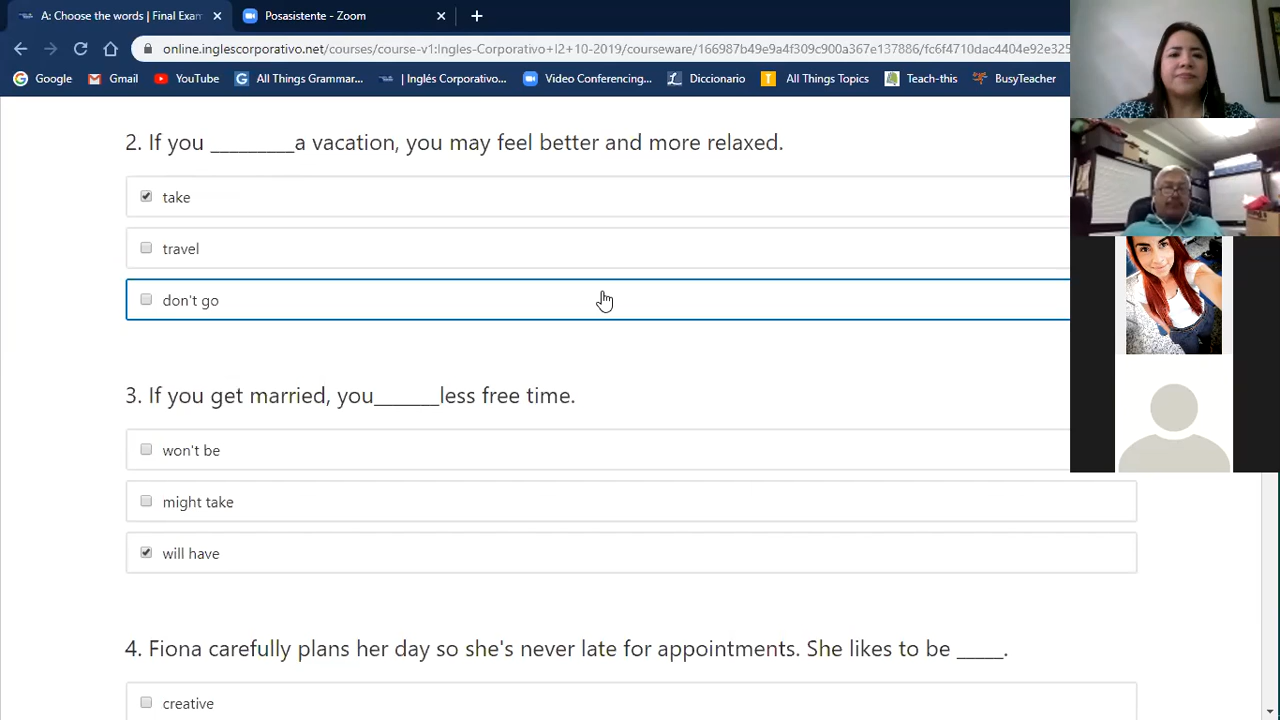 A: Choose the words | Final Exam
Posasistente - Zoom
online.inglescorporativo.net/courses/course-v1:Ingles-Corporativo+I2+10-2019/courseware/166987b49e9a4f309c900a367e137886/fc6f4710dac4404e92e325
Google Gmail YouTube All Things Grammar... | Inglés Corporativo... Video Conferencing... Diccionario All Things Topics Teach-this BusyTeacher
2. If you _________a vacation, you may feel better and more relaxed.
take
travel
don't go
3. If you get married, you_______less free time.
won't be
might take
will have
4. Fiona carefully plans her day so she's never late for appointments. She likes to be _____.
creative